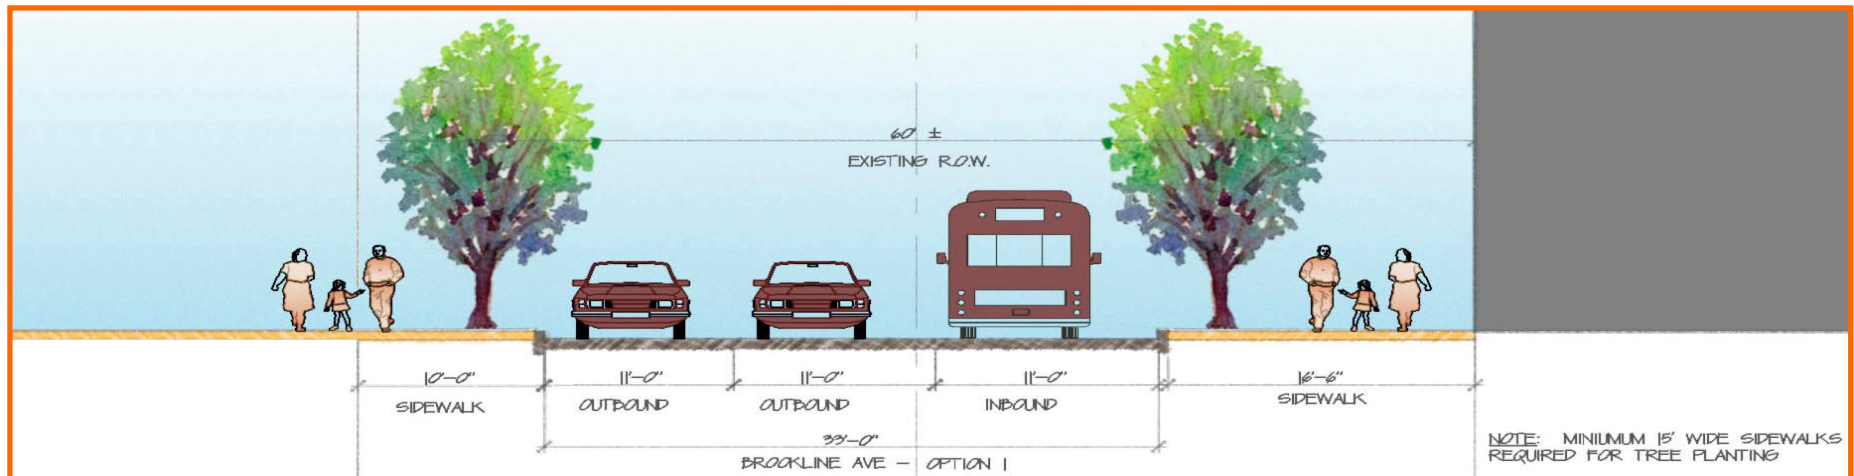 60' ±
EXISTING R.O.W.
10'-0" 11'-0" 11'-0" 11'-0" 16'-6"
SIDEWALK OUTBOUND OUTBOUND INBOUND SIDEWALK
33'-0"
BROOKLINE AVE - OPTION 1
NOTE: MINIUMUM 15' WIDE SIDEWALKS
REQUIRED FOR TREE PLANTING